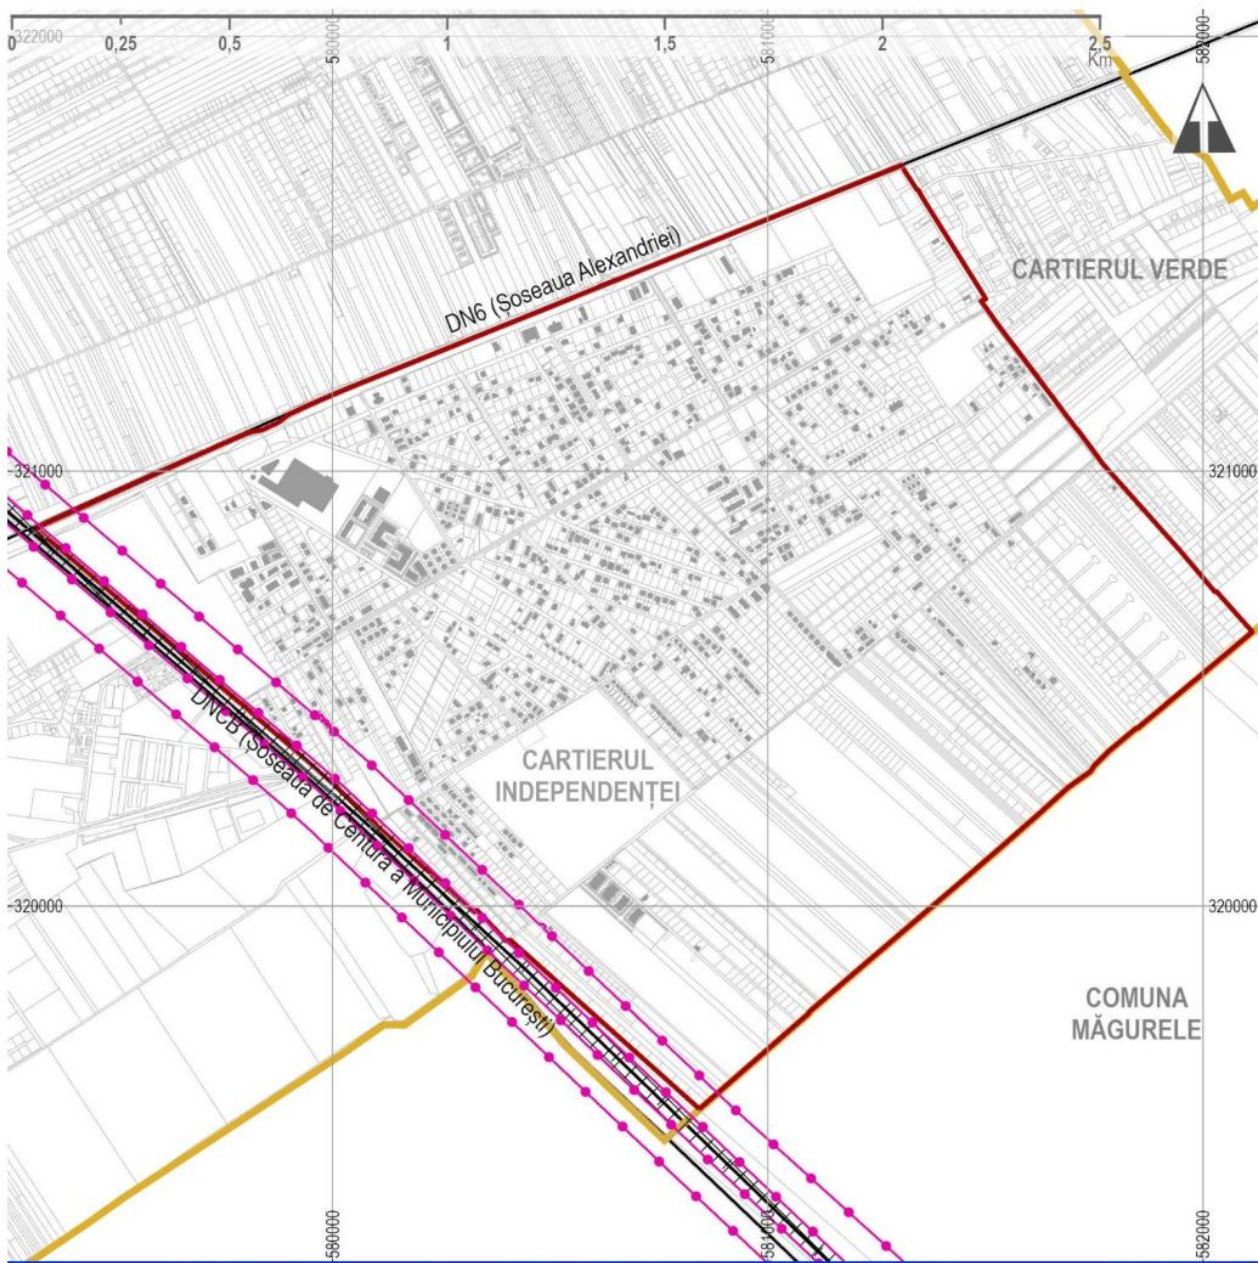 0 0,25 0,5 1 1,5 2 2,5
Km
322000 580000 581000 582000
CARTIERUL VERDE
DN6 (Șoseaua Alexandriei)
321000 321000
DNCB (Șoseaua de Centură a Municipiului București)
CARTIERUL
INDEPENDENȚEI
320000 320000
COMUNA
MĂGURELE
580000 581000 582000